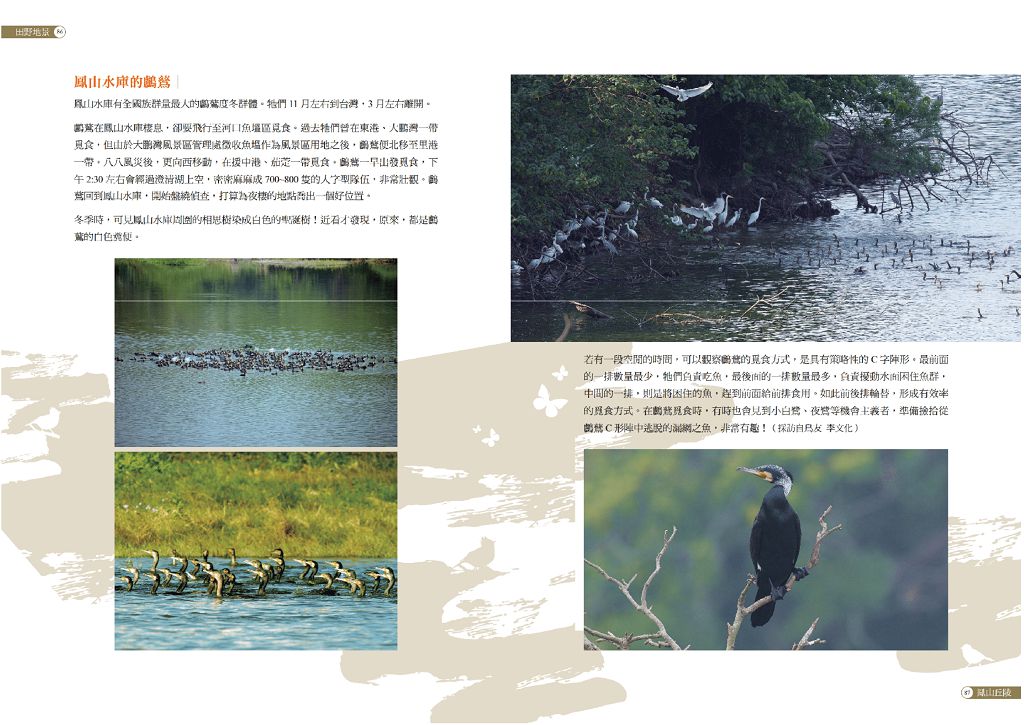 田野地景 86
鳳山水庫的鸕鶿
鳳山水庫有全國族群量最大的鸕鶿度冬群體。牠們 11 月左右到台灣,3 月左右離開。
鸕鶿在鳳山水庫棲息,卻要飛行至河口魚塭區覓食。過去牠們曾在東港、大鵬灣一帶
覓食,但由於大鵬灣風景區管理處徵收魚塭作為風景區用地之後,鸕鶿便北移至里港
一帶。八八風災後,更向西移動,在援中港、茄萣一帶覓食。鸕鶿一早出發覓食,下
午 2:30 左右會經過澄清湖上空,密密麻麻成 700~800 隻的人字型隊伍,非常壯觀。鸕
鶿回到鳳山水庫,開始盤繞偵查,打算為夜棲的地點喬出一個好位置。
冬季時,可見鳳山水庫周圍的相思樹染成白色的聖誕樹!近看才發現,原來,都是鸕
鶿的白色糞便。
若有一段空閒的時間,可以觀察鸕鶿的覓食方式,是具有策略性的 C 字陣形。最前面
的一排數量最少,牠們負責吃魚,最後面的一排數量最多,負責擾動水面困住魚群,
中間的一排,則是將困住的魚,趕到前面給前排食用。如此前後排輪替,形成有效率
的覓食方式。在鸕鶿覓食時,有時也會見到小白鷺、夜鷺等機會主義者,準備撿拾從
鸕鶿 C 形陣中逃脫的漏網之魚,非常有趣!(採訪自鳥友 李文化)
87 鳳山丘陵